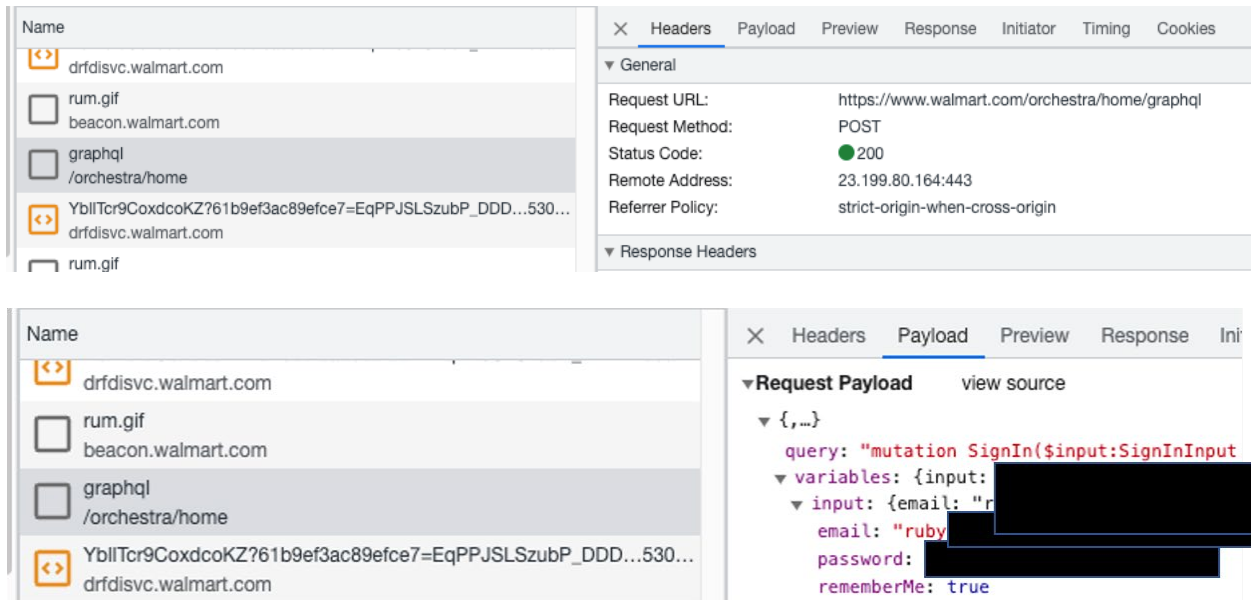 Name
drfdisvc.walmart.com
rum.gif
beacon.walmart.com
graphql
/orchestra/home
YbllTcr9CoxdcoKZ?61b9ef3ac89efce7=EqPPJSLSzubP_DDD…530…
drfdisvc.walmart.com
rum.gif
Headers Payload Preview Response Initiator Timing Cookies
▼ General
Request URL: https://www.walmart.com/orchestra/home/graphql
Request Method: POST
Status Code: 200
Remote Address: 23.199.80.164:443
Referrer Policy: strict-origin-when-cross-origin
▼ Response Headers
Name
drfdisvc.walmart.com
rum.gif
beacon.walmart.com
graphql
/orchestra/home
YbllTcr9CoxdcoKZ?61b9ef3ac89efce7=EqPPJSLSzubP_DDD…530…
drfdisvc.walmart.com
Headers Payload Preview Response Ini
▼Request Payload view source
▼ {,…}
query: "mutation SignIn($input:SignInInput
▼ variables: {input:
▼ input: {email: "r
email: "ruby
password:
rememberMe: true